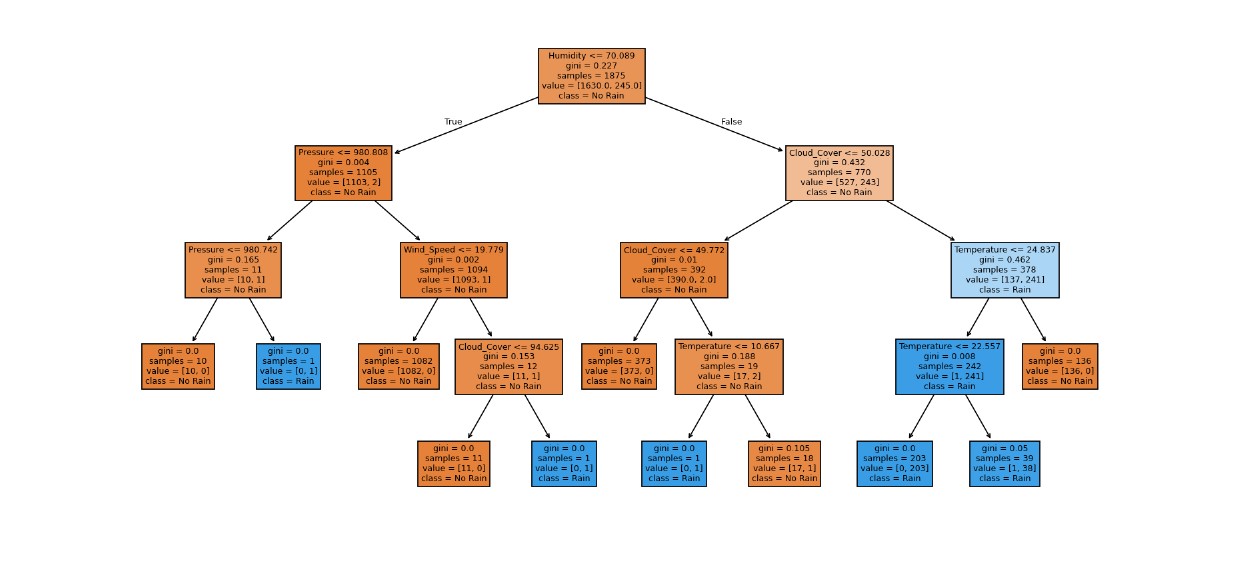 Humidity <= 70.089
gini = 0.227
samples = 1875
value = [1630.0, 245.0]
class = No Rain
True
False
Pressure <= 980.808
gini = 0.004
samples = 1105
value = [1103, 2]
class = No Rain
Cloud_Cover <= 50.028
gini = 0.432
samples = 770
value = [527, 243]
class = No Rain
Pressure <= 980.742
gini = 0.165
samples = 11
value = [10, 1]
class = No Rain
Wind_Speed <= 19.779
gini = 0.002
samples = 1094
value = [1093, 1]
class = No Rain
Cloud_Cover <= 49.772
gini = 0.01
samples = 392
value = [390.0, 2.0]
class = No Rain
Temperature <= 24.837
gini = 0.462
samples = 378
value = [137, 241]
class = Rain
gini = 0.0
samples = 10
value = [10, 0]
class = No Rain
gini = 0.0
samples = 1
value = [0, 1]
class = Rain
gini = 0.0
samples = 1082
value = [1082, 0]
class = No Rain
Cloud_Cover <= 94.625
gini = 0.153
samples = 12
value = [11, 1]
class = No Rain
gini = 0.0
samples = 373
value = [373, 0]
class = No Rain
Temperature <= 10.667
gini = 0.188
samples = 19
value = [17, 2]
class = No Rain
Temperature <= 22.557
gini = 0.008
samples = 242
value = [1, 241]
class = Rain
gini = 0.0
samples = 136
value = [136, 0]
class = No Rain
gini = 0.0
samples = 11
value = [11, 0]
class = No Rain
gini = 0.0
samples = 1
value = [0, 1]
class = Rain
gini = 0.0
samples = 1
value = [0, 1]
class = Rain
gini = 0.105
samples = 18
value = [17, 1]
class = No Rain
gini = 0.0
samples = 203
value = [0, 203]
class = Rain
gini = 0.05
samples = 39
value = [1, 38]
class = Rain